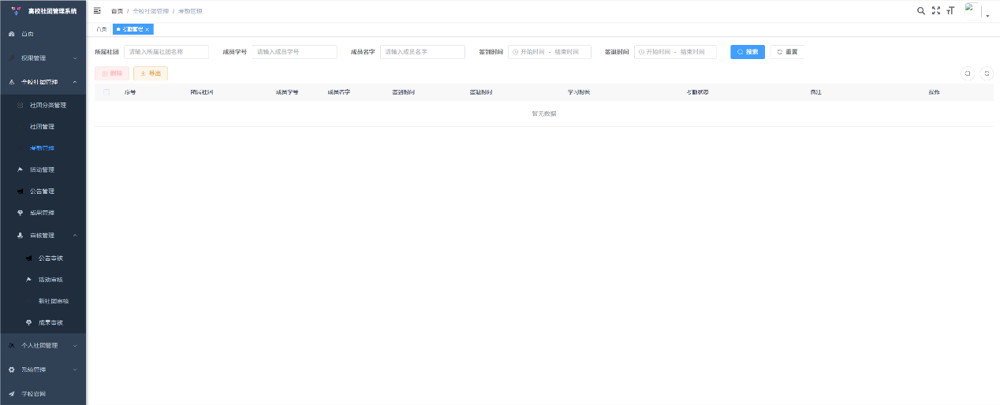 高校社团管理系统
首页 / 全校社团管理 / 考勤管理
首页
考勤管理 ×
首页
权限管理
全校社团管理
社团分类管理
社团管理
考勤管理
活动管理
公告管理
成果管理
审核管理
公告审核
活动审核
新社团审核
成果审核
个人社团管理
系统管理
学校官网
所属社团 请输入所属社团名称 成员学号 请输入成员学号 成员名字 请输入成员名字 签到时间 开始时间 - 结束时间 签退时间 开始时间 - 结束时间 搜索 重置
删除 导出
序号 所属社团 成员学号 成员名字 签到时间 签退时间 学习时长 考勤状态 备注 操作
暂无数据